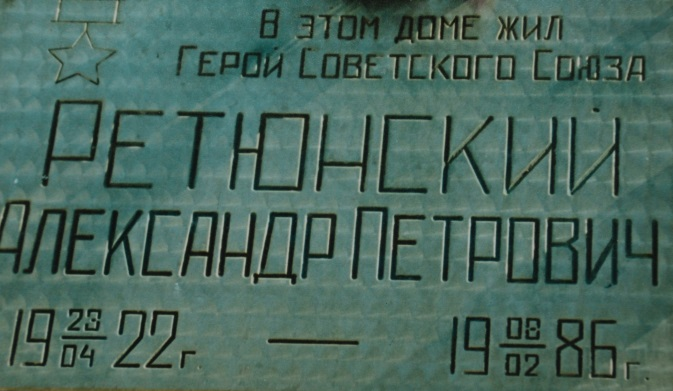 В ЭТОМ ДОМЕ ЖИЛ
ГЕРОЙ СОВЕТСКОГО СОЮЗА
РЕТЮНСКИЙ
АЛЕКСАНДР ПЕТРОВИЧ
19 23/04 22 г — 19 08/02 86 г.